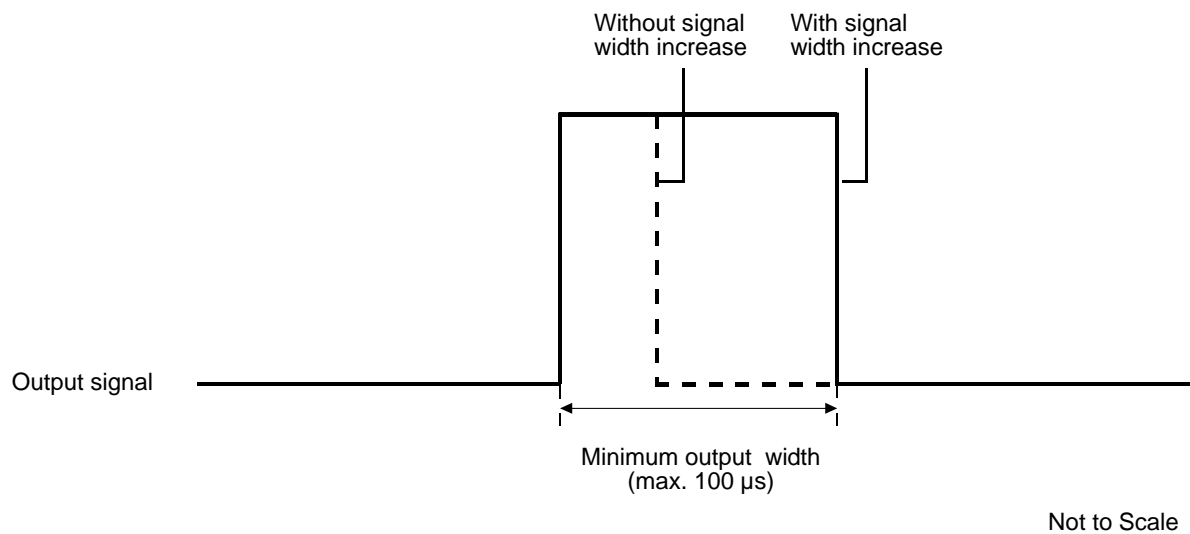 Without signal
width increase
With signal
width increase
Output signal
Minimum output width
(max. 100 µs)
Not to Scale